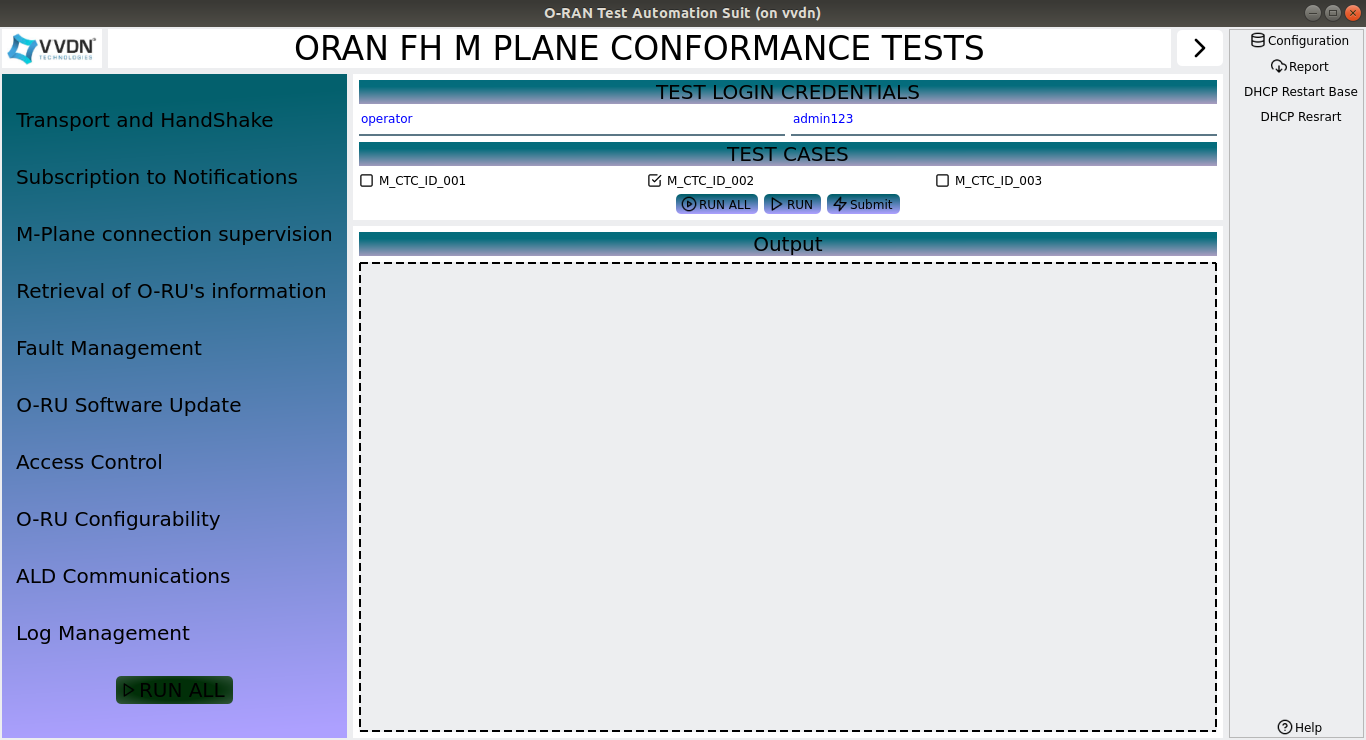 O-RAN Test Automation Suit (on vvdn)
VVDN
TECHNOLOGIES
ORAN FH M PLANE CONFORMANCE TESTS
Configuration
Report
DHCP Restart Base
DHCP Resrart
Transport and HandShake
Subscription to Notifications
M-Plane connection supervision
Retrieval of O-RU's information
Fault Management
O-RU Software Update
Access Control
O-RU Configurability
ALD Communications
Log Management
RUN ALL
TEST LOGIN CREDENTIALS
operator admin123
TEST CASES
M_CTC_ID_001 M_CTC_ID_002 M_CTC_ID_003
RUN ALL RUN Submit
Output
Help